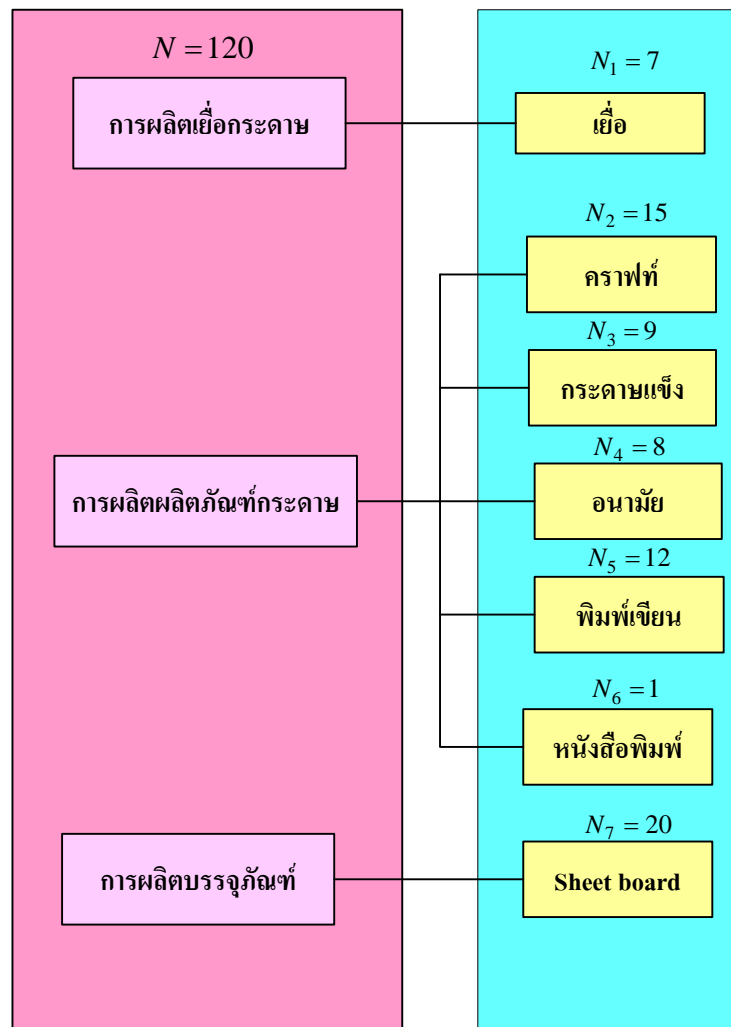 N = 120
N₁ = 7
การผลิตเยื่อกระดาษ
เยื่อ
N₂ = 15
คราฟท์
N₃ = 9
กระดาษแข็ง
N₄ = 8
การผลิตผลิตภัณฑ์กระดาษ
อนามัย
N₅ = 12
พิมพ์เขียน
N₆ = 1
หนังสือพิมพ์
N₇ = 20
การผลิตบรรจุภัณฑ์
Sheet board